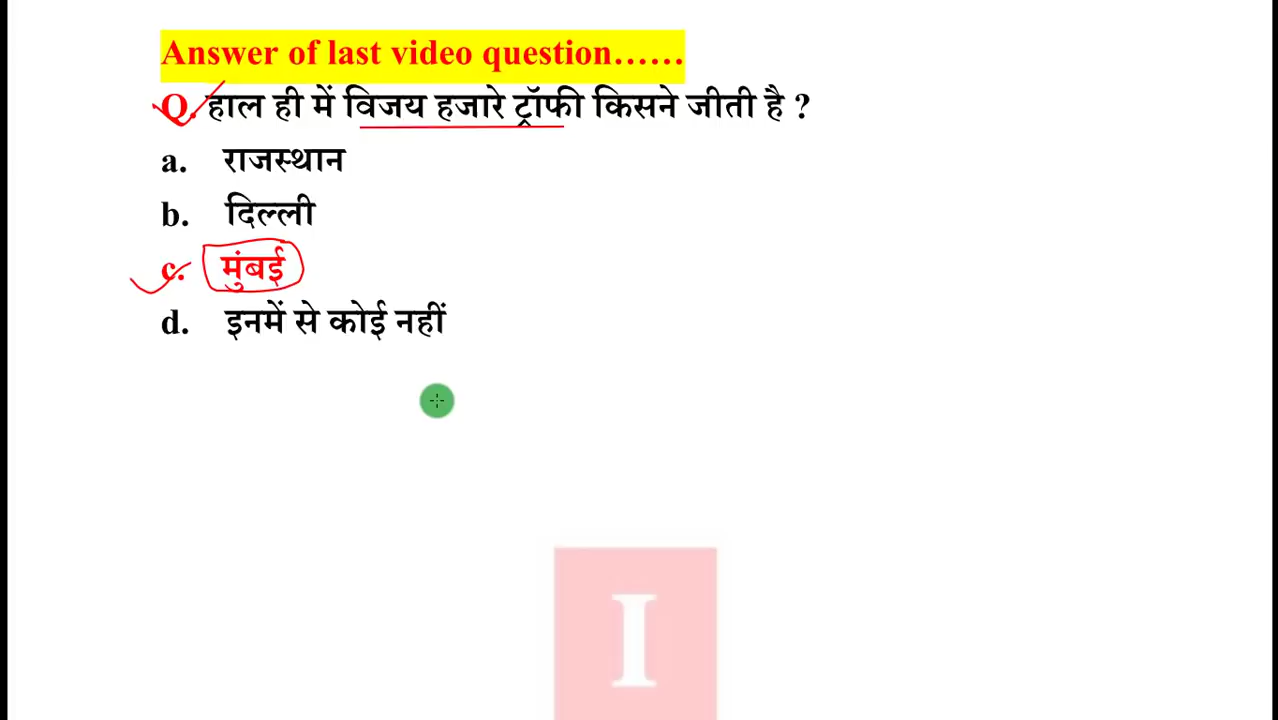 Answer of last video question……
Q. हाल ही में विजय हजारे ट्रॉफी किसने जीती है ?
a. राजस्थान
b. दिल्ली
c. मुंबई
d. इनमें से कोई नहीं
I